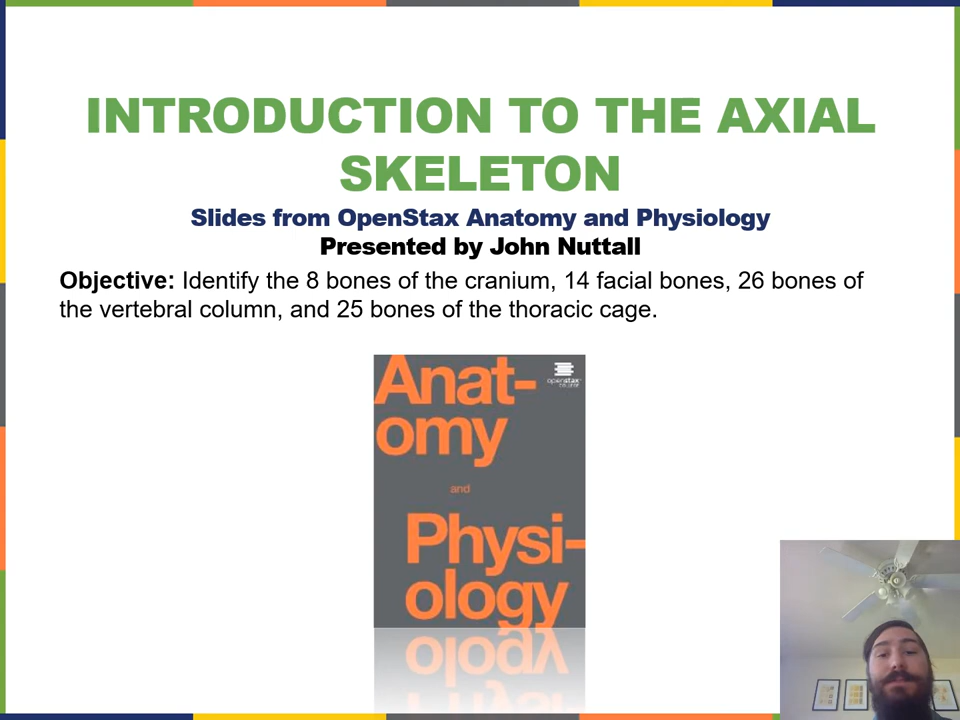 INTRODUCTION TO THE AXIAL
SKELETON
Slides from OpenStax Anatomy and Physiology
Presented by John Nuttall
Objective: Identify the 8 bones of the cranium, 14 facial bones, 26 bones of
the vertebral column, and 25 bones of the thoracic cage.
Anat-
openstax
omy
and
Physi-
ology